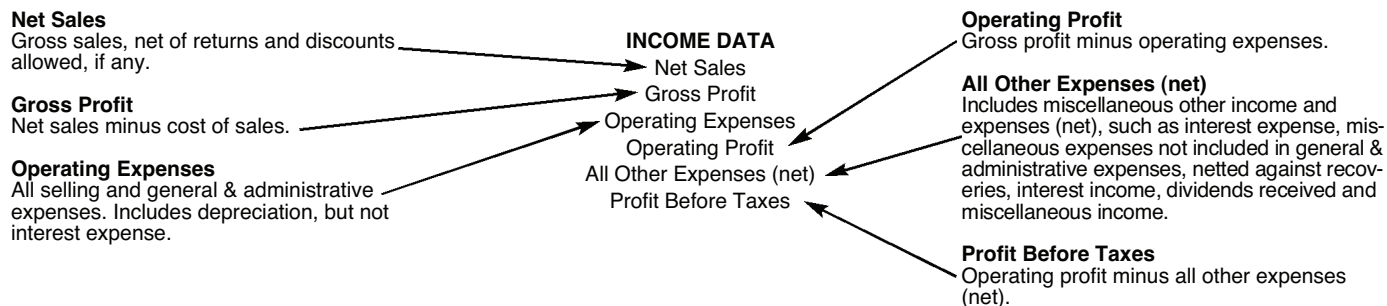 Net Sales
Gross sales, net of returns and discounts
allowed, if any.
Gross Profit
Net sales minus cost of sales.
Operating Expenses
All selling and general & administrative
expenses. Includes depreciation, but not
interest expense.
INCOME DATA
Net Sales
Gross Profit
Operating Expenses
Operating Profit
All Other Expenses (net)
Profit Before Taxes
Operating Profit
Gross profit minus operating expenses.
All Other Expenses (net)
Includes miscellaneous other income and
expenses (net), such as interest expense, mis-
cellaneous expenses not included in general &
administrative expenses, netted against recov-
eries, interest income, dividends received and
miscellaneous income.
Profit Before Taxes
Operating profit minus all other expenses
(net).